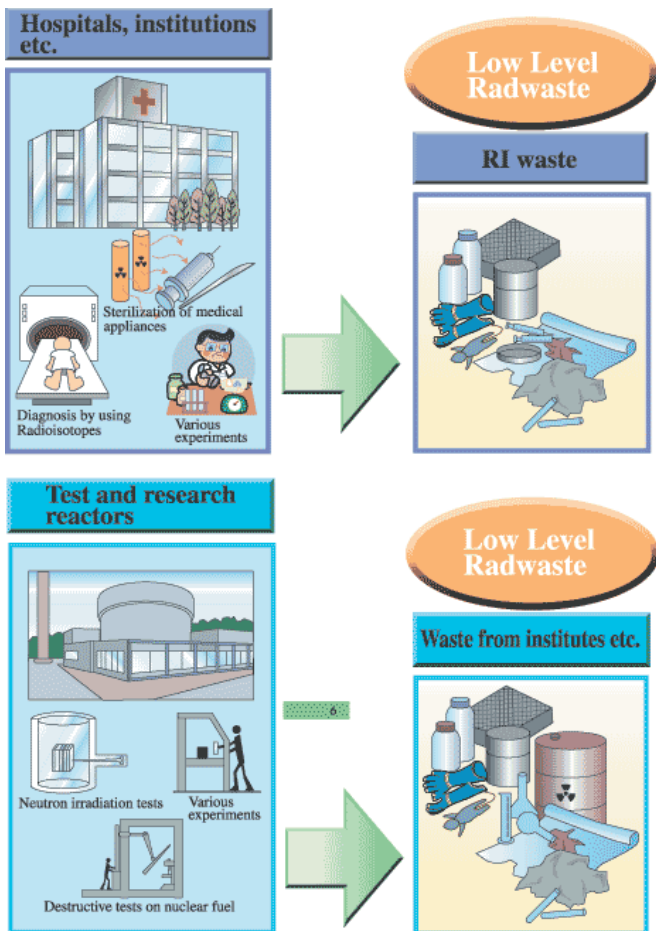 Hospitals, institutions
etc.
Low Level
Radwaste
RI waste
Sterilization of medical
appliances
Diagnosis by using
Radioisotopes
Various
experiments
Test and research
reactors
Low Level
Radwaste
Waste from institutes etc.
6
Neutron irradiation tests
Various
experiments
Destructive tests on nuclear fuel